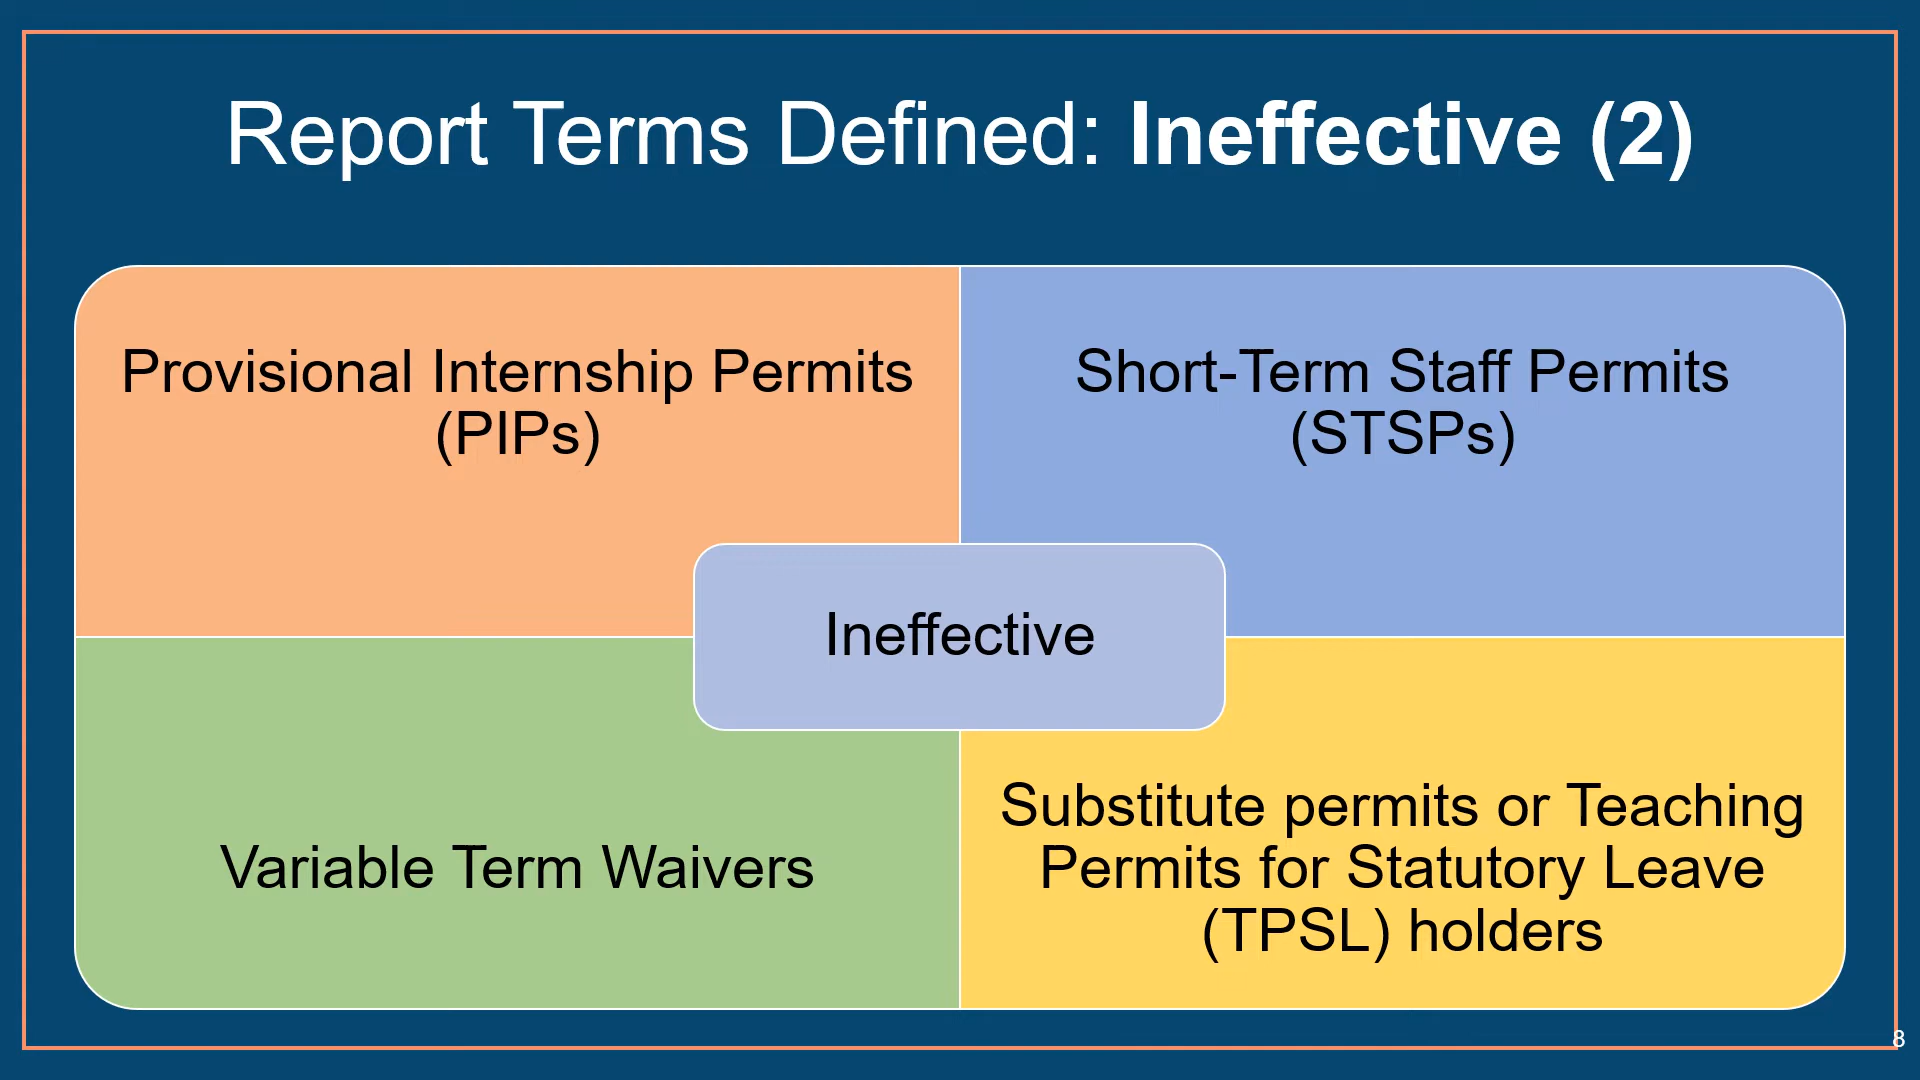 Report Terms Defined: Ineffective (2)
Provisional Internship Permits
(PIPs)
Short-Term Staff Permits
(STSPs)
Ineffective
Variable Term Waivers
Substitute permits or Teaching
Permits for Statutory Leave
(TPSL) holders
8